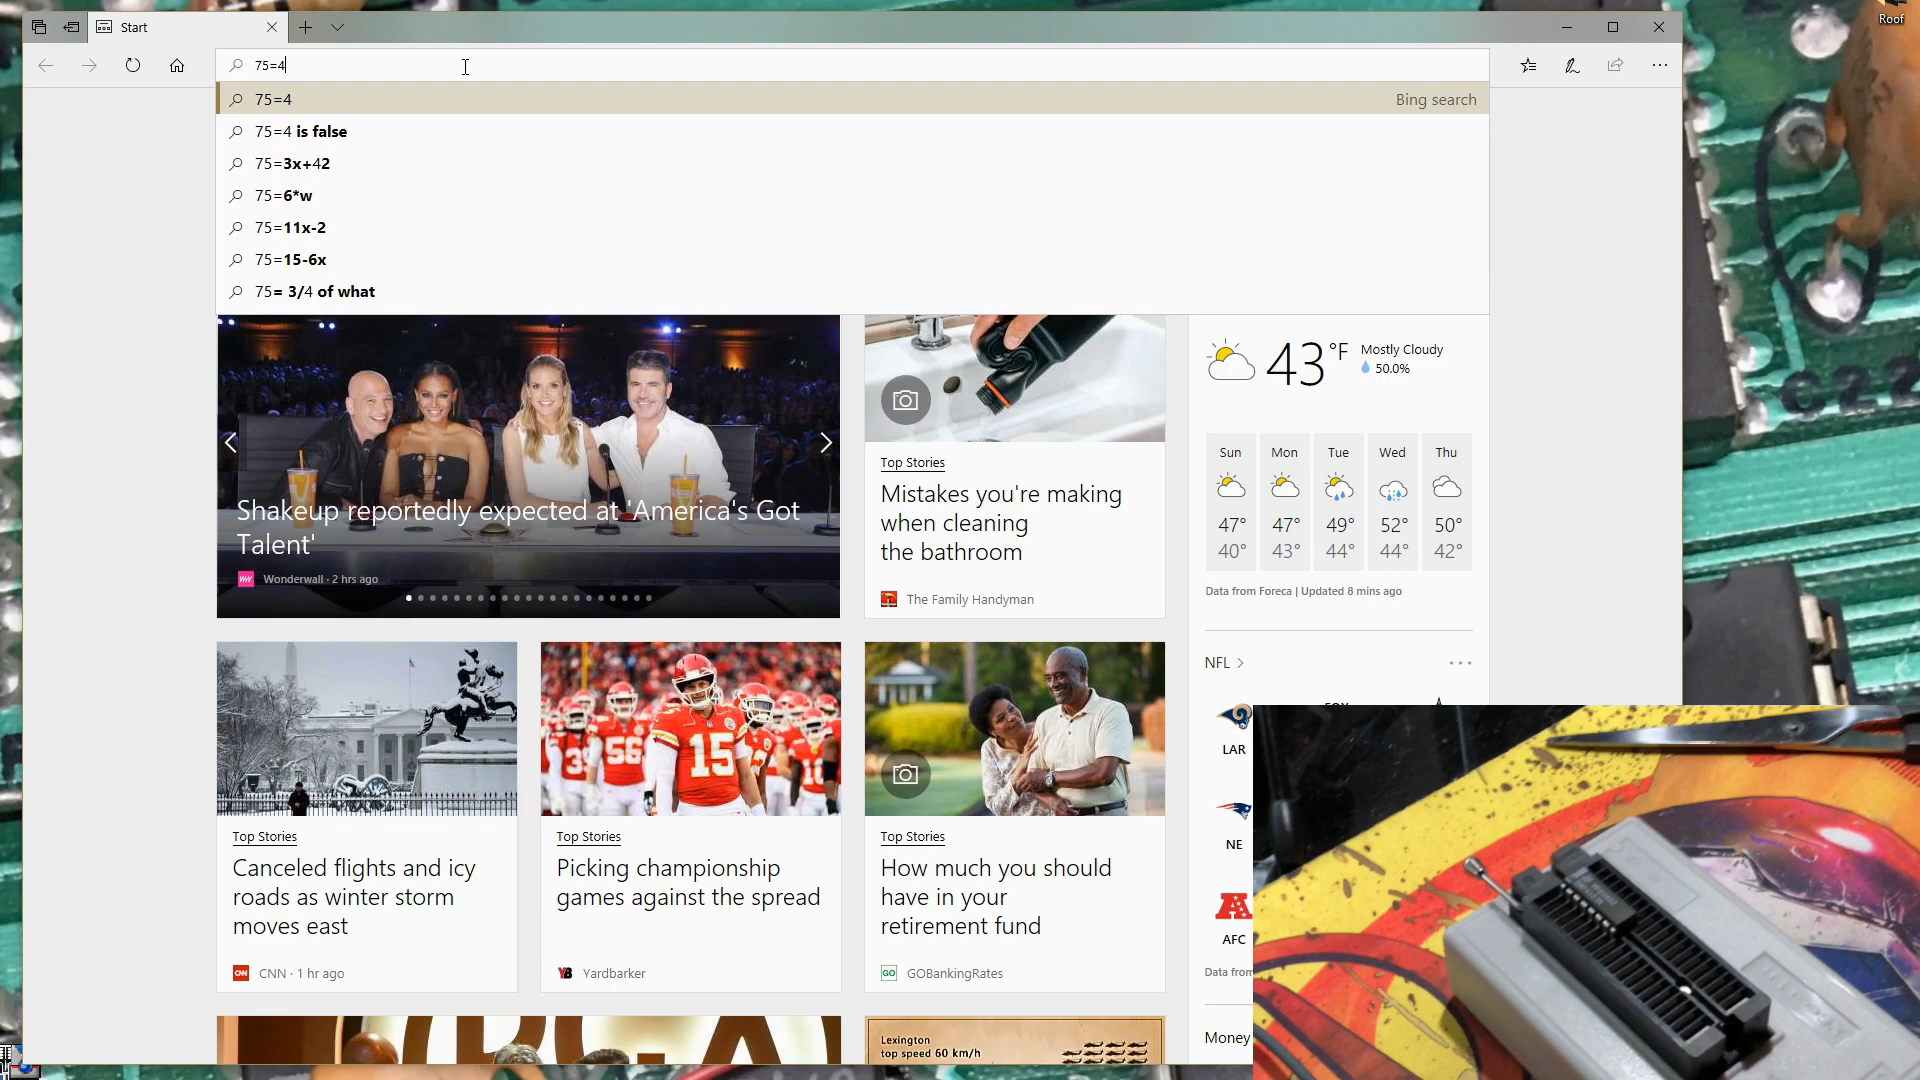 Roof
Start
75=4
75=4
Bing search
75=4 is false
75=3x+42
75=6*w
75=11x-2
75=15-6x
75= 3/4 of what
Shakeup reportedly expected at 'America's Got
Talent'
Wonderwall · 2 hrs ago
Top Stories
Mistakes you're making
when cleaning
the bathroom
The Family Handyman
43 °F
Mostly Cloudy
50.0%
Sun Mon Tue Wed Thu
47° 47° 49° 52° 50°
40° 43° 44° 44° 42°
Data from Foreca | Updated 8 mins ago
NFL
LAR
NE
AFC
Data from
Money
56
15
Top Stories
Canceled flights and icy
roads as winter storm
moves east
CNN · 1 hr ago
Top Stories
Picking championship
games against the spread
YB Yardbarker
Top Stories
How much you should
have in your
retirement fund
GO GOBankingRates
Lexington
top speed 60 km/h